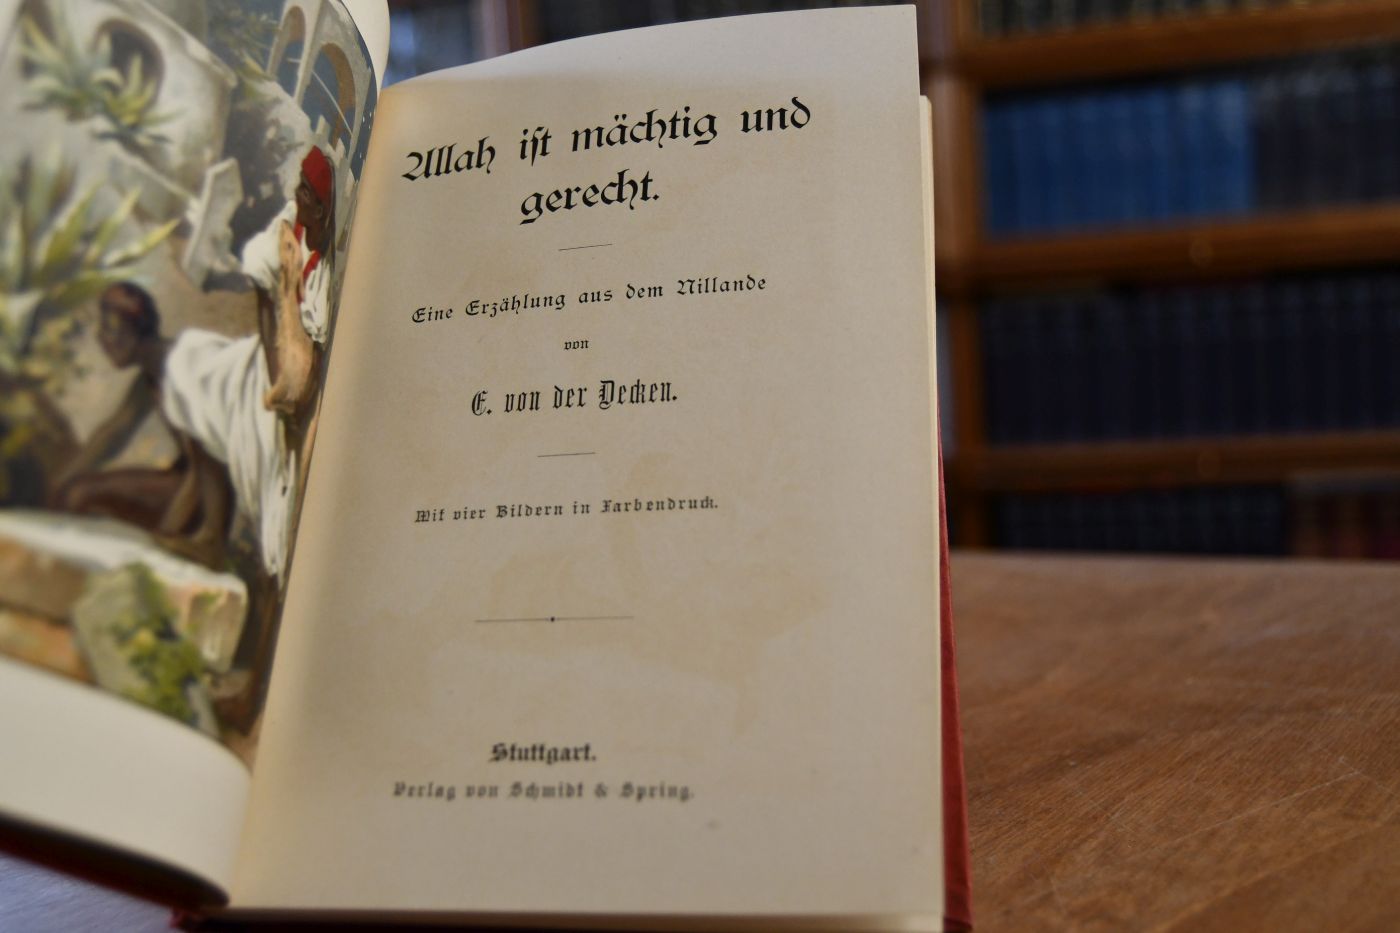 Allah iſt mächtig und
gerecht.
Eine Erzählung aus dem Nillande
von
E. von der Decken.
Mit vier Bildern in Farbendruck.
Stuttgart.
Verlag von Schmidt & Spring.